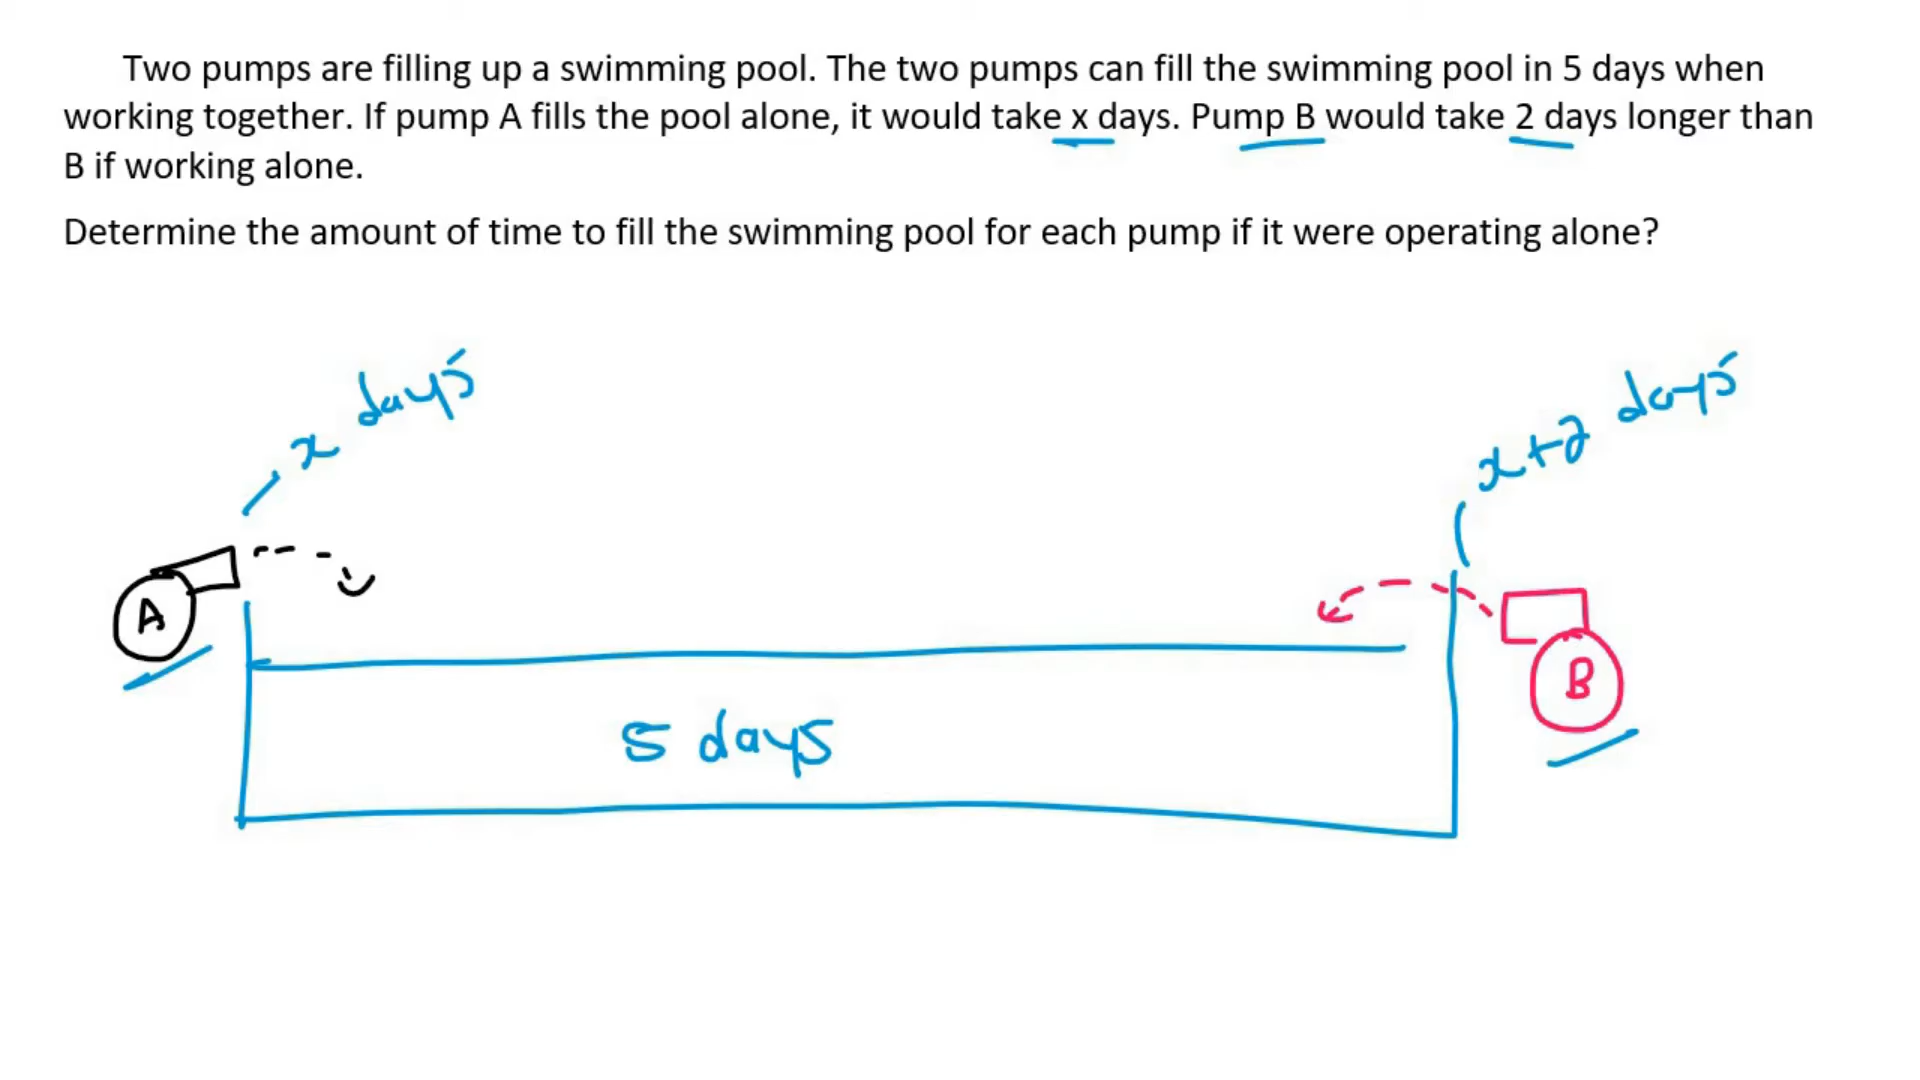 Two pumps are filling up a swimming pool. The two pumps can fill the swimming pool in 5 days when
working together. If pump A fills the pool alone, it would take x days. Pump B would take 2 days longer than
B if working alone.
Determine the amount of time to fill the swimming pool for each pump if it were operating alone?
x days
x+2 days
A
B
5 days